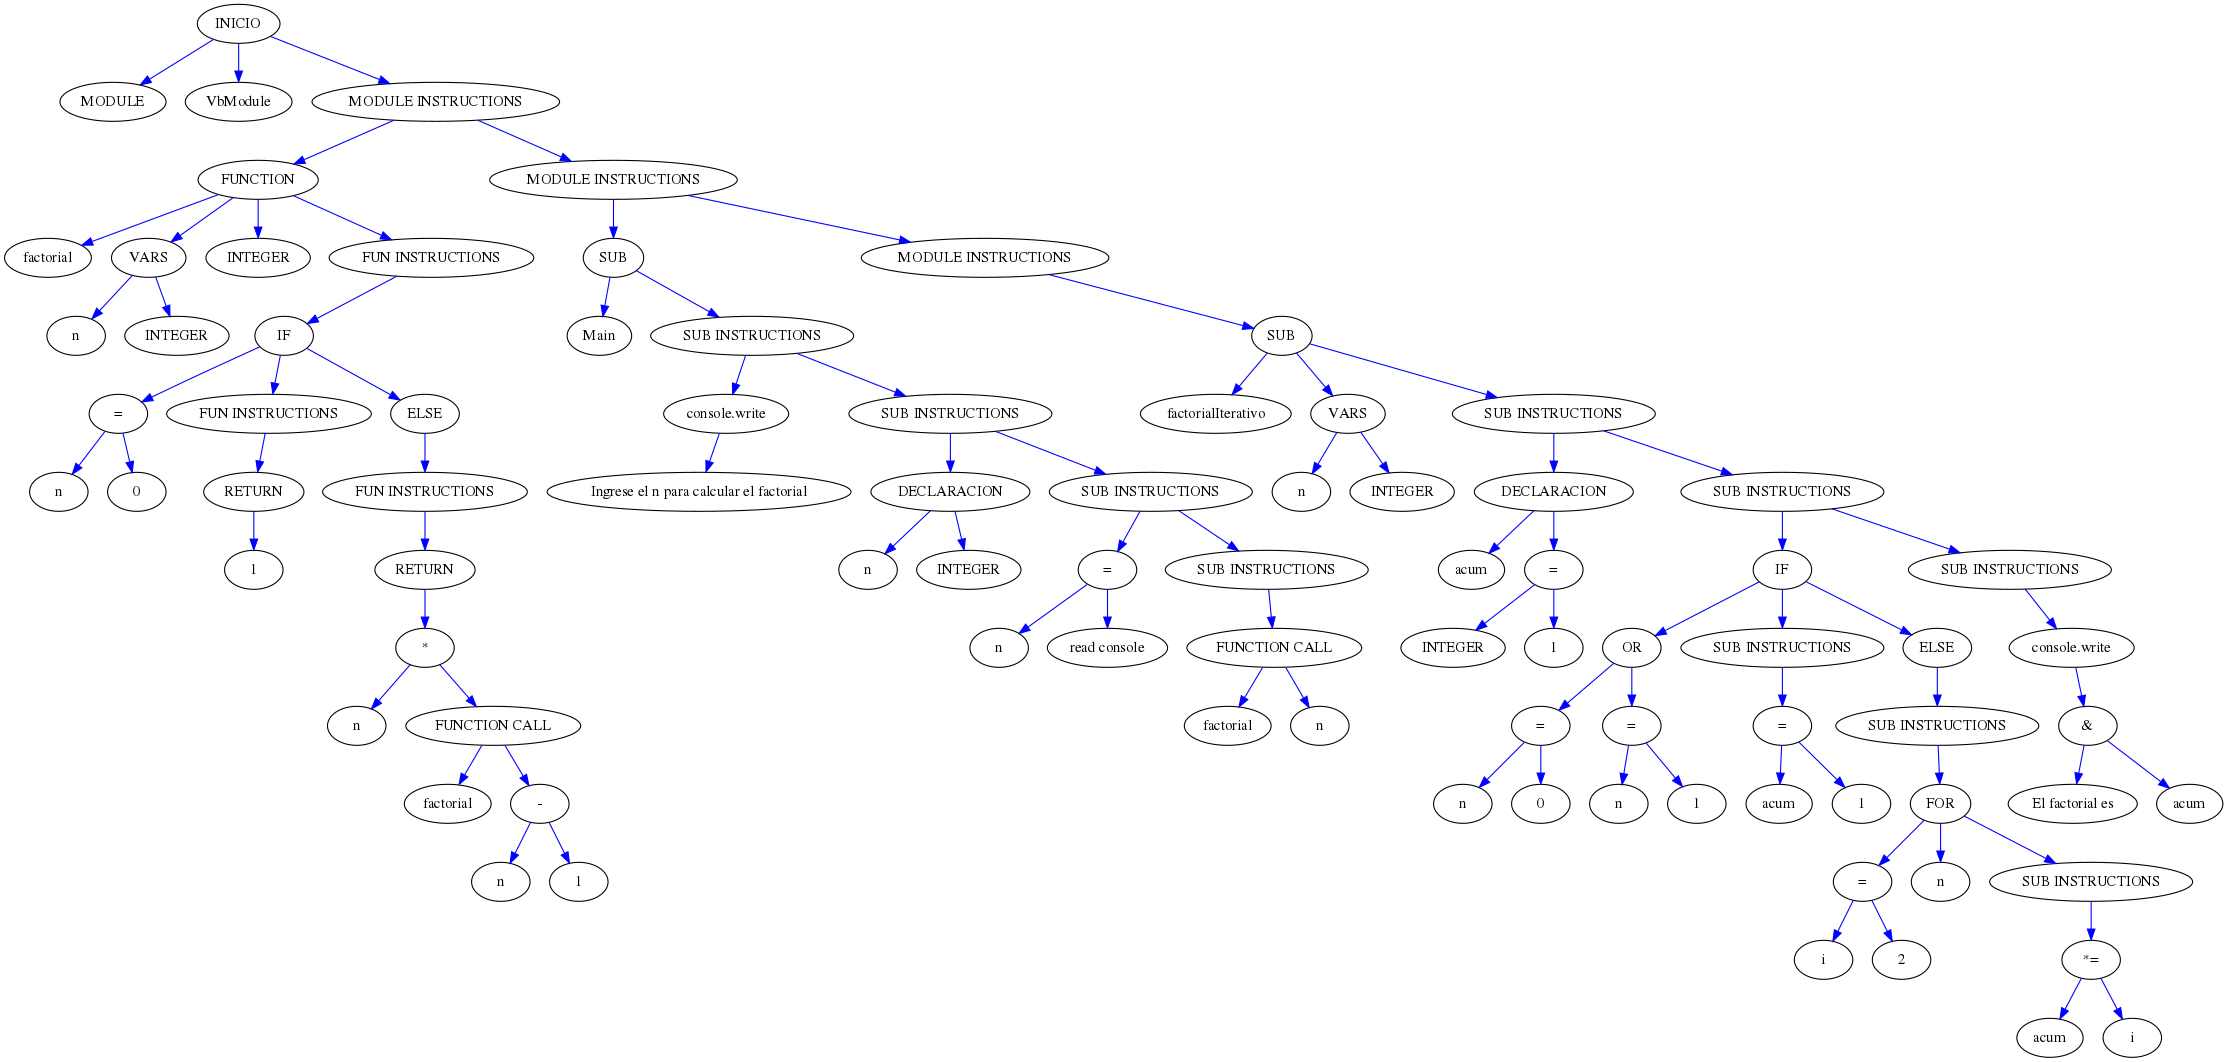 INICIO
MODULE VbModule MODULE INSTRUCTIONS
FUNCTION MODULE INSTRUCTIONS
factorial VARS INTEGER FUN INSTRUCTIONS SUB MODULE INSTRUCTIONS
n INTEGER IF Main SUB INSTRUCTIONS SUB
= FUN INSTRUCTIONS ELSE console.write SUB INSTRUCTIONS factorialIterativo VARS SUB INSTRUCTIONS
n 0 RETURN FUN INSTRUCTIONS Ingrese el n para calcular el factorial DECLARACION SUB INSTRUCTIONS n INTEGER DECLARACION SUB INSTRUCTIONS
1 RETURN n INTEGER = SUB INSTRUCTIONS acum = IF SUB INSTRUCTIONS
* n read console FUNCTION CALL INTEGER 1 OR SUB INSTRUCTIONS ELSE console.write
n FUNCTION CALL factorial n = = = SUB INSTRUCTIONS &
factorial - n 0 n 1 acum 1 FOR El factorial es acum
n 1 = n SUB INSTRUCTIONS
i 2 *=
acum i